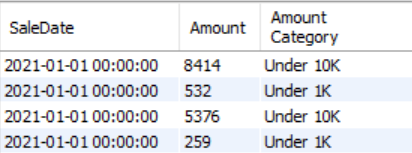 SaleDate Amount Amount Category
2021-01-01 00:00:00 8414 Under 10K
2021-01-01 00:00:00 532 Under 1K
2021-01-01 00:00:00 5376 Under 10K
2021-01-01 00:00:00 259 Under 1K